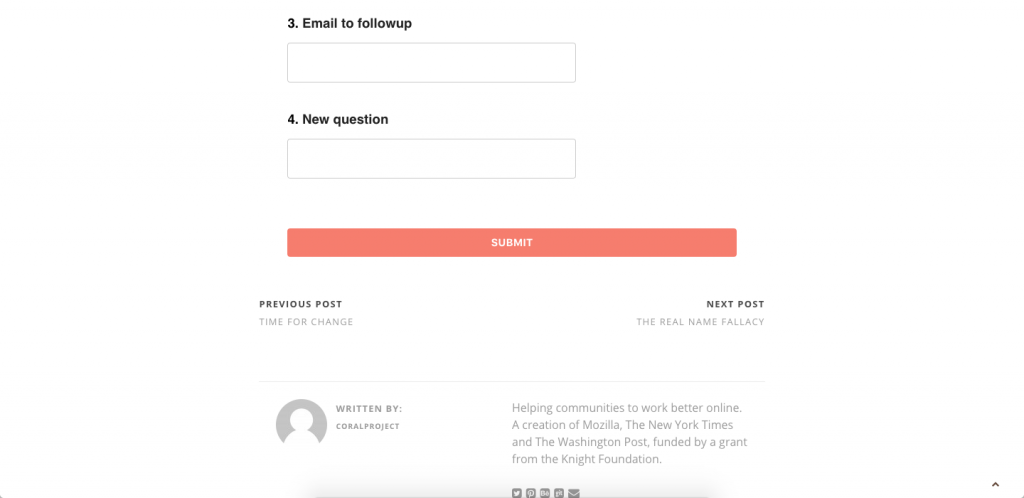 3. Email to followup
4. New question
SUBMIT
PREVIOUS POST
TIME FOR CHANGE
NEXT POST
THE REAL NAME FALLACY
WRITTEN BY:
CORALPROJECT
Helping communities to work better online.
A creation of Mozilla, The New York Times
and The Washington Post, funded by a grant
from the Knight Foundation.